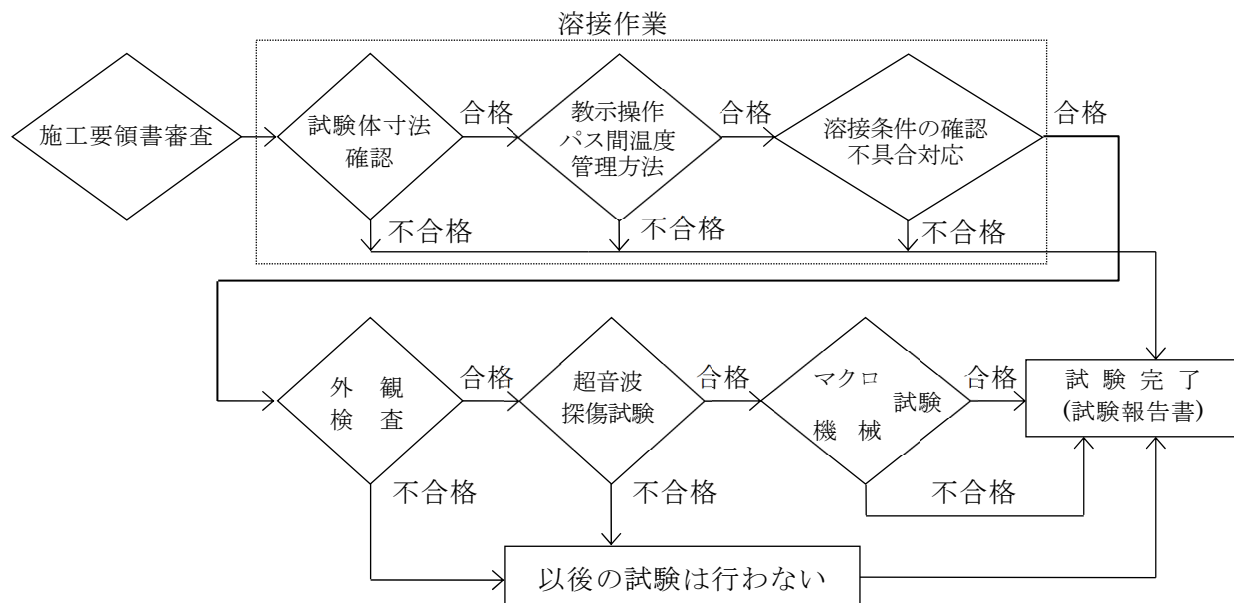 溶接作業
施工要領書審査
試験体寸法
確認
合格
教示操作
パス間温度
管理方法
合格
溶接条件の確認
不具合対応
合格
不合格
不合格
不合格
外　観
検　査
合格
超音波
探傷試験
合格
マクロ
試験
機　械
合格
試 験 完 了
(試験報告書)
不合格
不合格
不合格
以後の試験は行わない